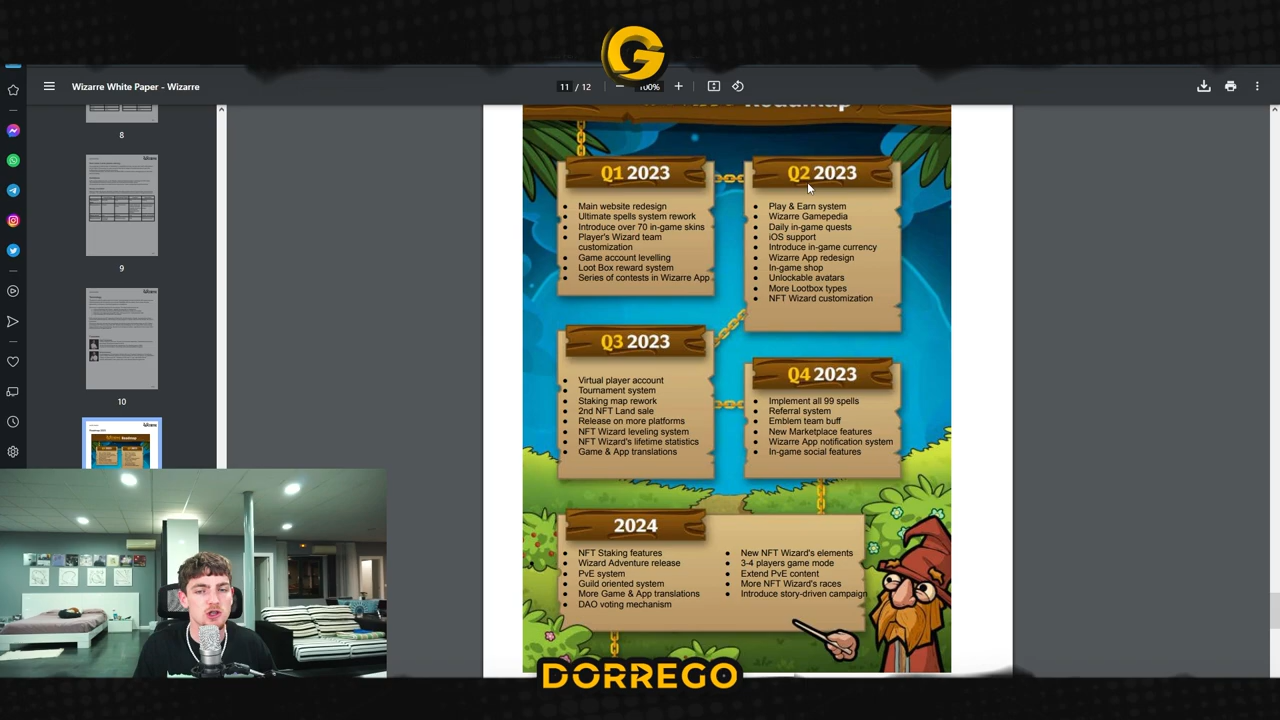 G
Wizarre White Paper - Wizarre
11 / 12
100%
Roadmap
8
9
10
Q1 2023
Main website redesign
Ultimate spells system rework
Introduce over 70 in-game skins
Player's Wizard team
customization
Game account levelling
Loot Box reward system
Series of contests in Wizarre App
Q2 2023
Play & Earn system
Wizarre Gamepedia
Daily in-game quests
iOS support
Introduce in-game currency
Wizarre App redesign
In-game shop
Unlockable avatars
More Lootbox types
NFT Wizard customization
Q3 2023
Virtual player account
Tournament system
Staking map rework
2nd NFT Land sale
Release on more platforms
NFT Wizard leveling system
NFT Wizard's lifetime statistics
Game & App translations
Q4 2023
Implement all 99 spells
Referral system
Emblem team buff
New Marketplace features
Wizarre App notification system
In-game social features
2024
NFT Staking features
Wizard Adventure release
PvE system
Guild oriented system
More Game & App translations
DAO voting mechanism
New NFT Wizard's elements
3-4 players game mode
Extend PvE content
More NFT Wizard's races
Introduce story-driven campaign
DORREGO